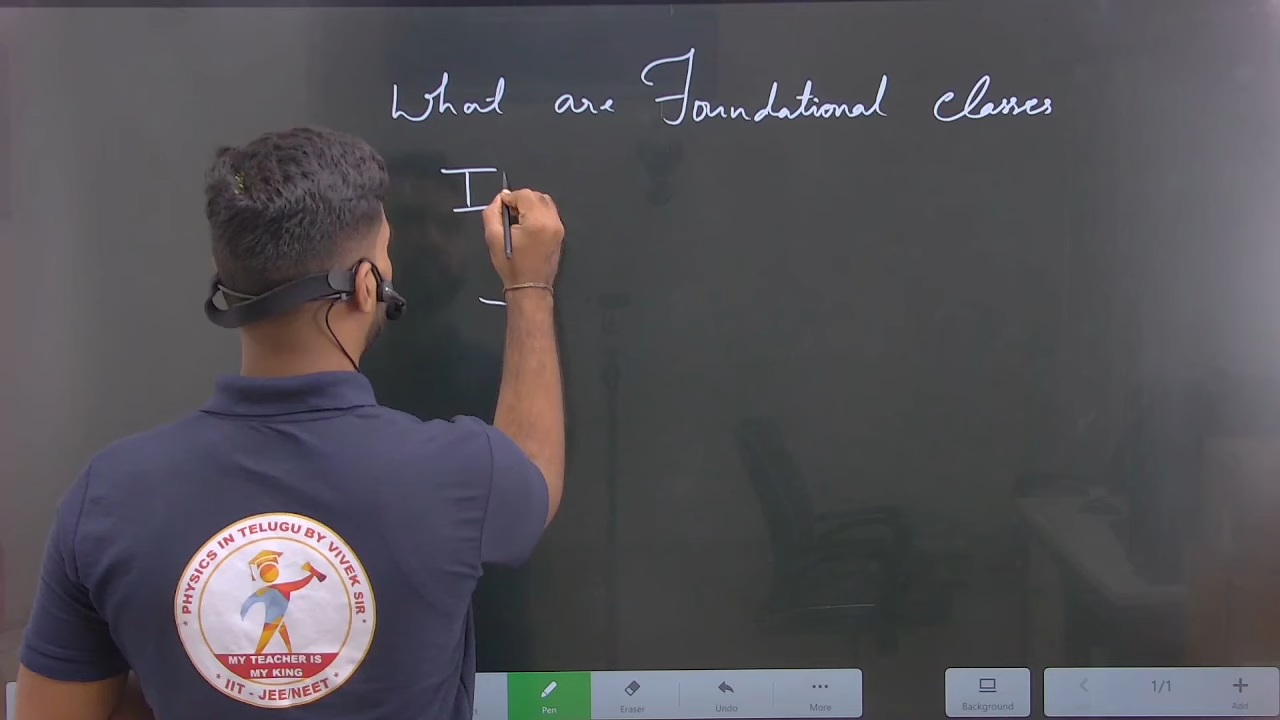 What are Foundational classes
I
PHYSICS IN TELUGU BY VIVEK SIR
MY TEACHER IS
MY KING
IIT - JEE/NEET
Pen
Eraser
Undo
More
Background
1/1
Add